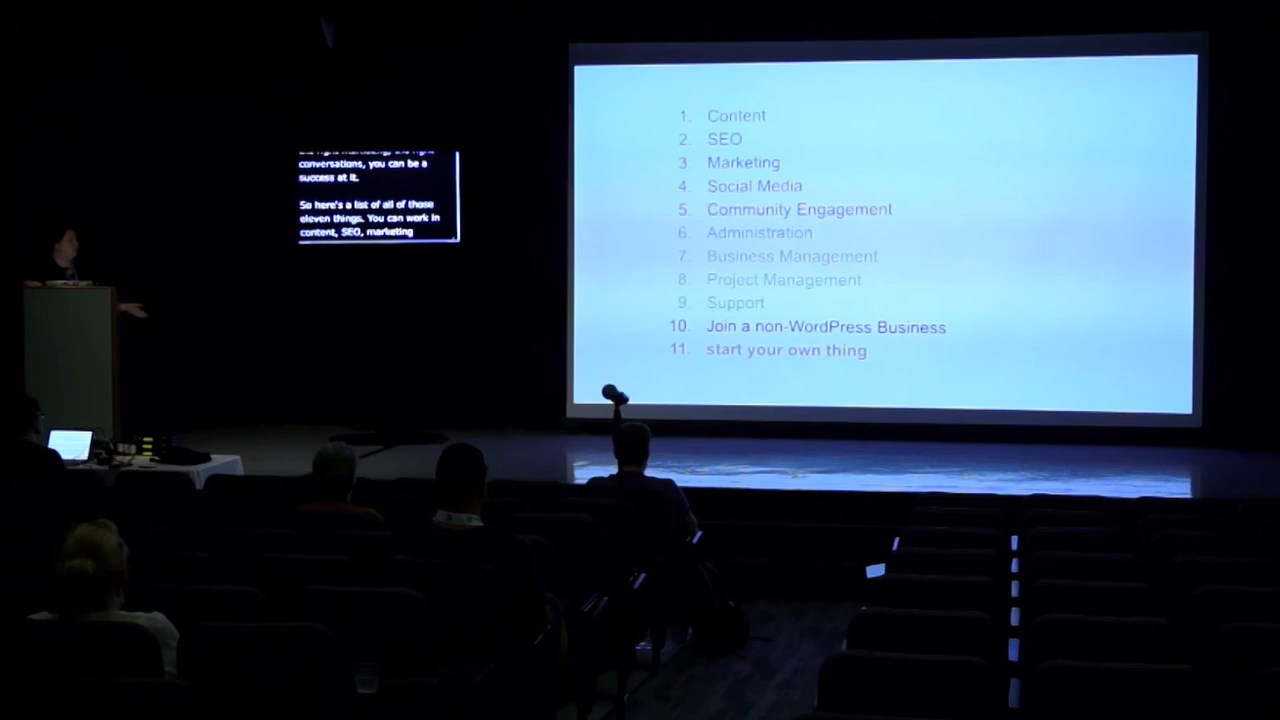 conversations, you can be a
success at it.
So here's a list of all of those
eleven things. You can work in
content, SEO, marketing
1. Content
2. SEO
3. Marketing
4. Social Media
5. Community Engagement
6. Administration
7. Business Management
8. Project Management
9. Support
10. Join a non-WordPress Business
11. start your own thing